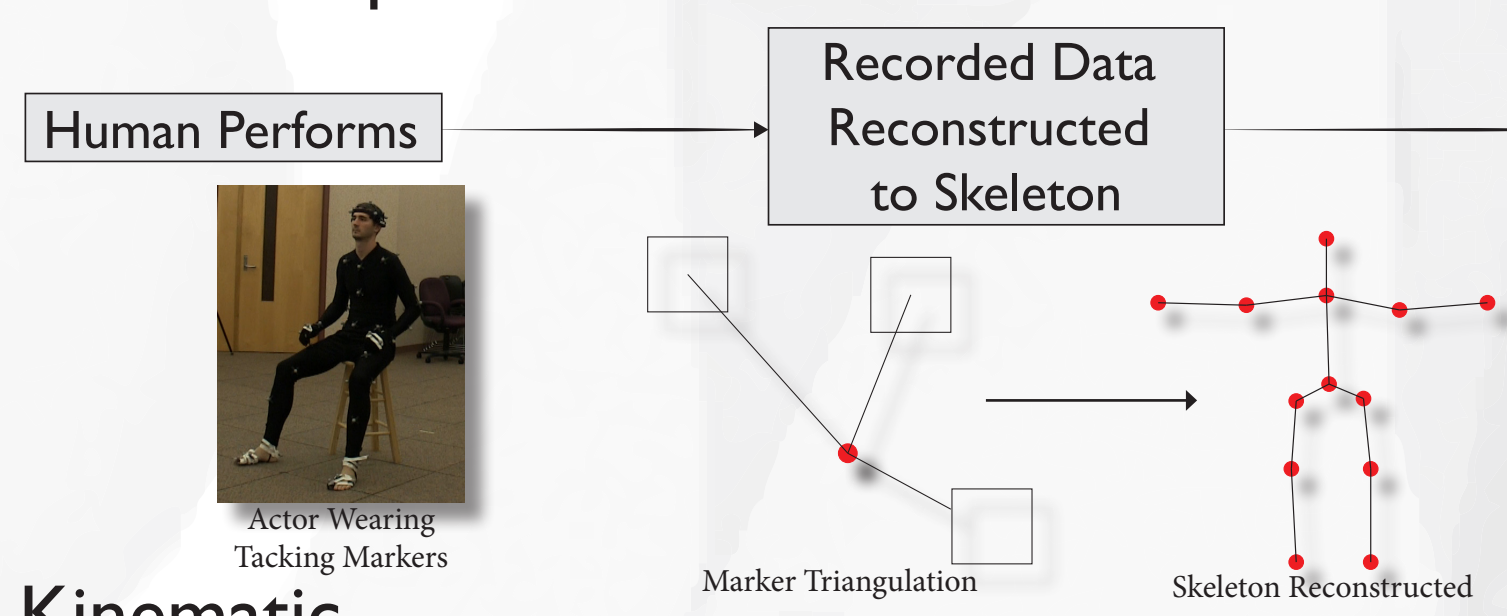 Human Performs
Recorded Data
Reconstructed
to Skeleton
Actor Wearing
Tacking Markers
Marker Triangulation
Skeleton Reconstructed
Kinematic